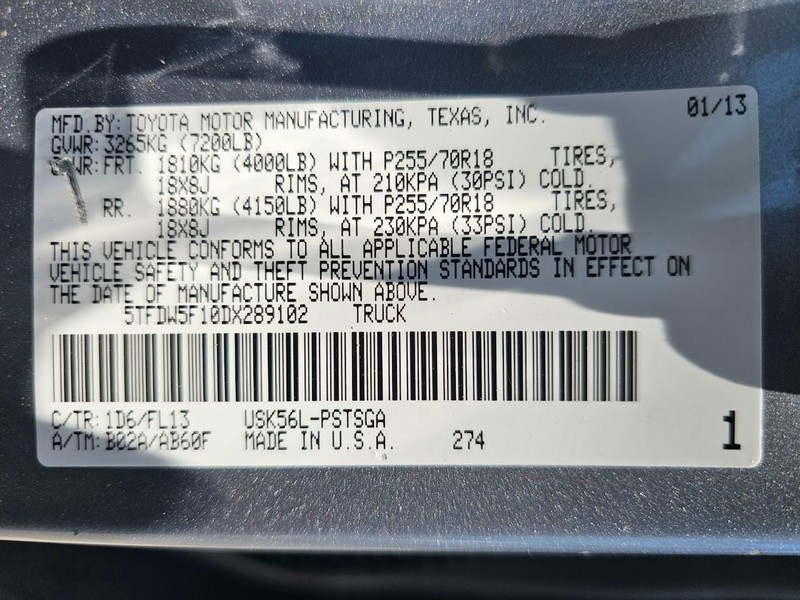 MFD.BY:TOYOTA MOTOR MANUFACTURING, TEXAS, INC. 01/13
GVWR: 3265KG (7200LB)
GAWR:FRT. 1810KG (4000LB) WITH P255/70R18 TIRES,
18X8J RIMS, AT 210KPA (30PSI) COLD.
RR. 1880KG (4150LB) WITH P255/70R18 TIRES,
18X8J RIMS, AT 230KPA (33PSI) COLD.
THIS VEHICLE CONFORMS TO ALL APPLICABLE FEDERAL MOTOR
VEHICLE SAFETY AND THEFT PREVENTION STANDARDS IN EFFECT ON
THE DATE OF MANUFACTURE SHOWN ABOVE.
5TFDW5F10DX289102 TRUCK
C/TR:1D6/FL13 USK56L-PSTSGA
A/TM:B02A/AB60F MADE IN U.S.A. 274 1